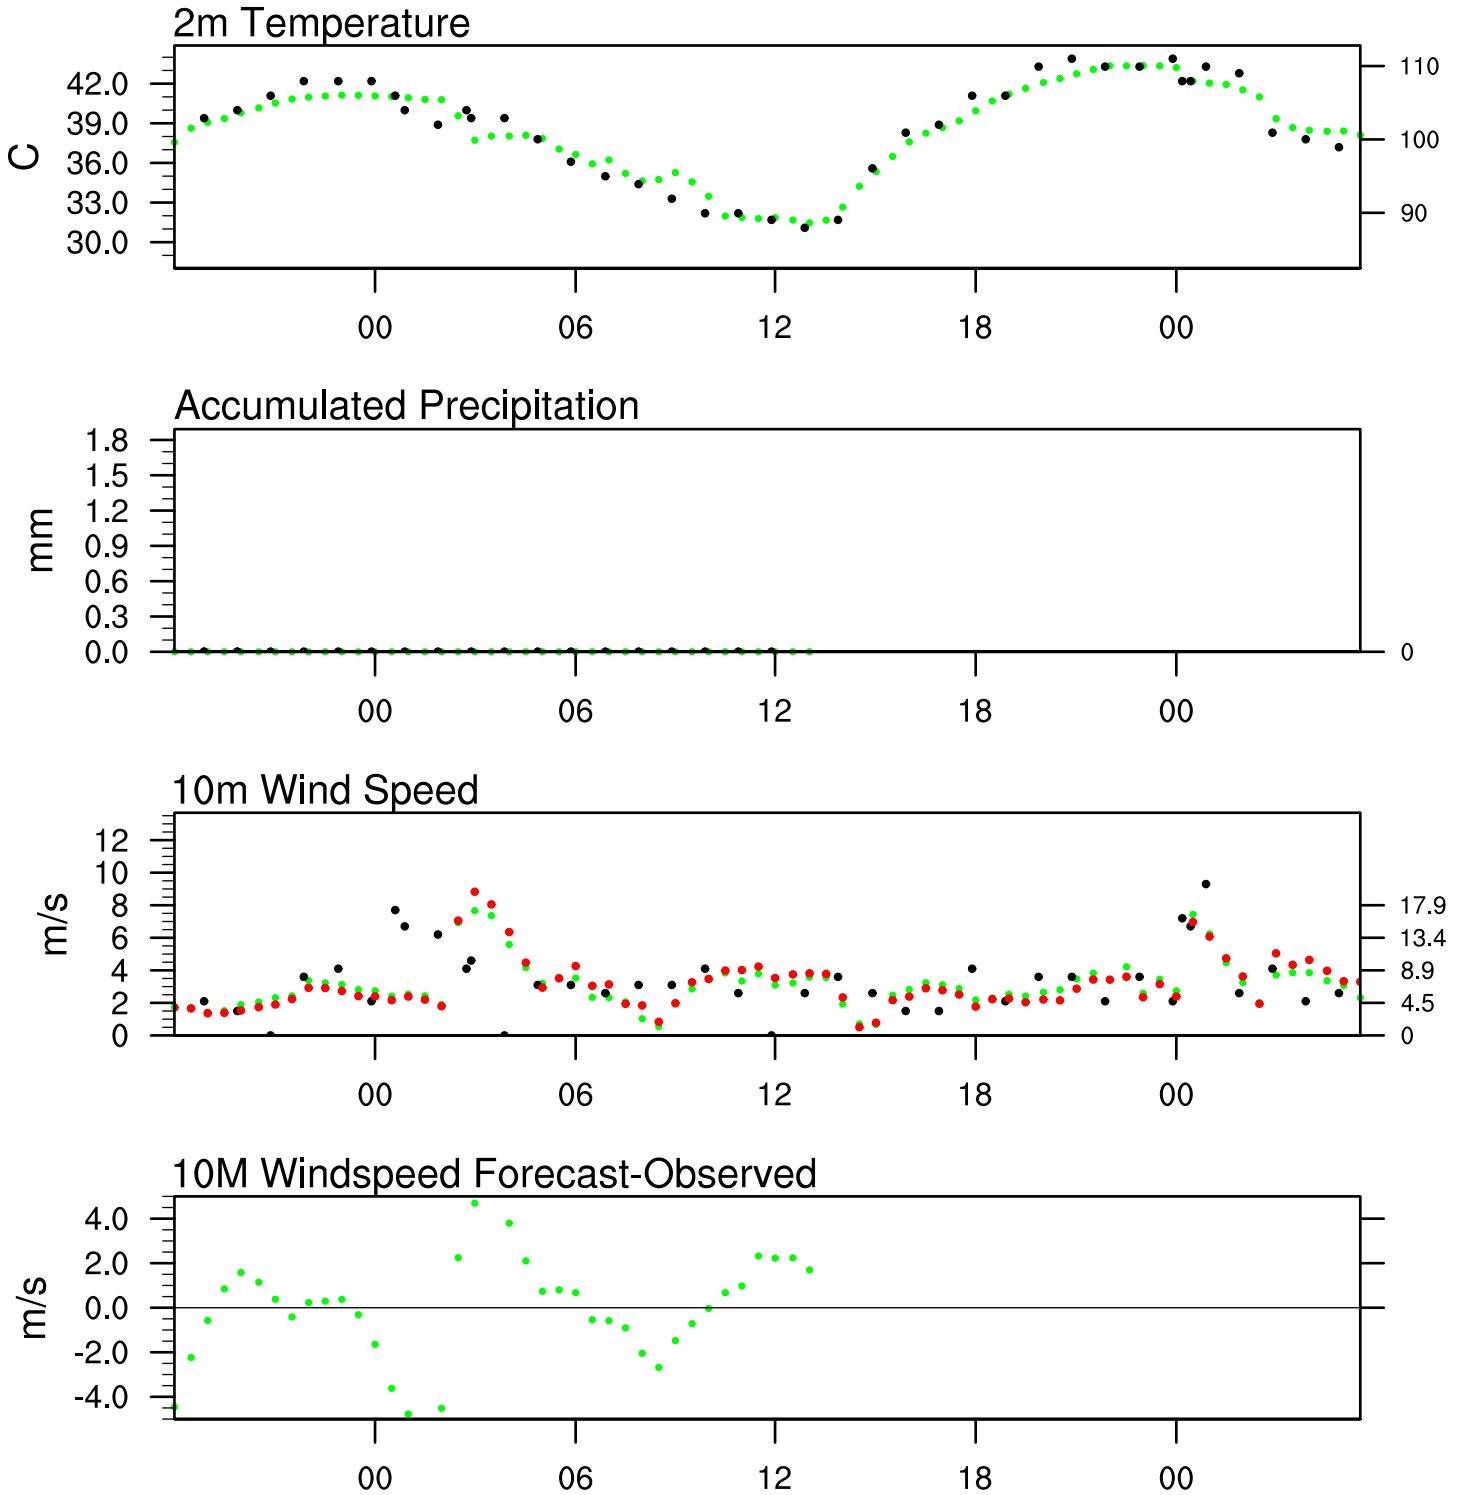 2m Temperature
42.0
39.0
36.0
33.0
30.0
C
110
100
90
00 06 12 18 00
Accumulated Precipitation
1.8
1.5
1.2
0.9
0.6
0.3
0.0
mm
0
00 06 12 18 00
10m Wind Speed
12
10
8
6
4
2
0
m/s
17.9
13.4
8.9
4.5
0
00 06 12 18 00
10M Windspeed Forecast-Observed
4.0
2.0
0.0
-2.0
-4.0
m/s
00 06 12 18 00